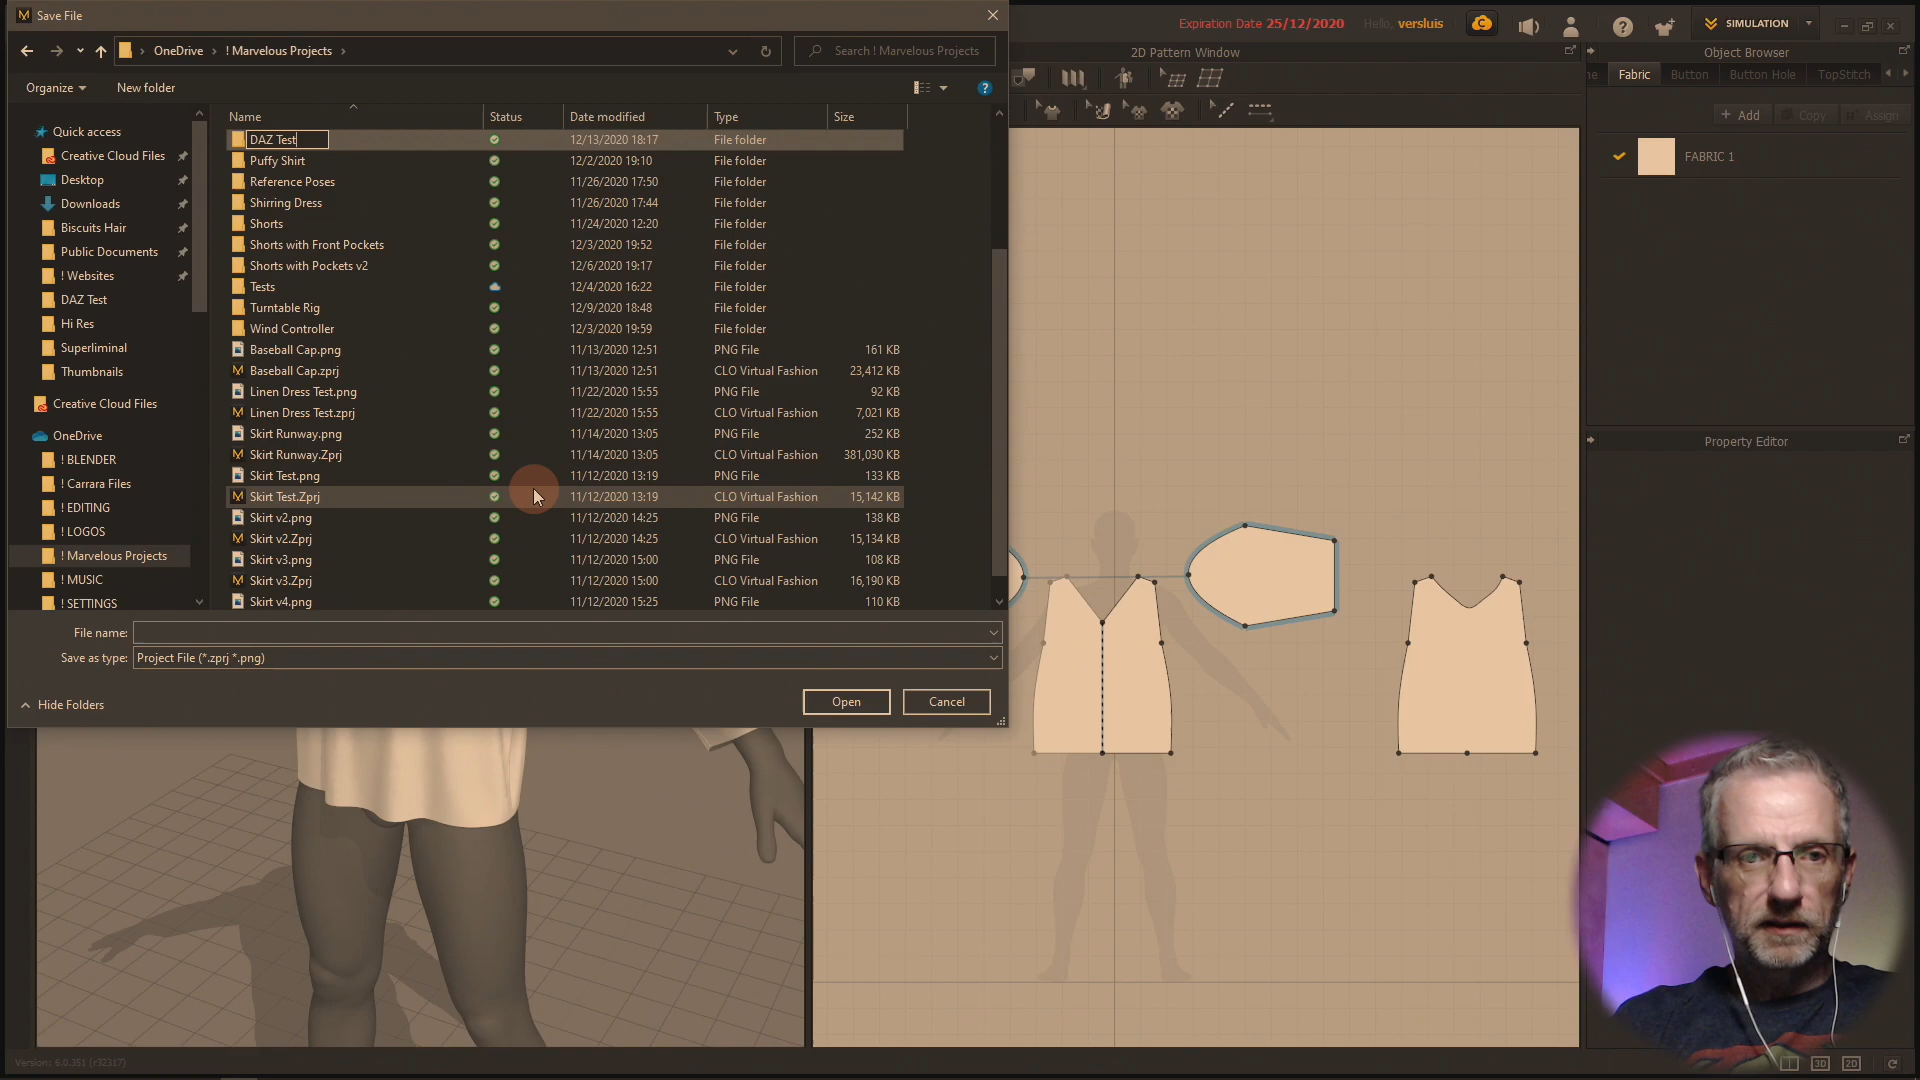 Save File
OneDrive › ! Marvelous Projects ›
Search ! Marvelous Projects
Organize
New folder
Quick access
Creative Cloud Files
Desktop
Downloads
Biscuits Hair
Public Documents
! Websites
DAZ Test
Hi Res
Superliminal
Thumbnails
Creative Cloud Files
OneDrive
! BLENDER
! Carrara Files
! EDITING
! LOGOS
! Marvelous Projects
! MUSIC
! SETTINGS
Name Status Date modified Type Size
DAZ Test 12/13/2020 18:17 File folder
Puffy Shirt 12/2/2020 19:10 File folder
Reference Poses 11/26/2020 17:50 File folder
Shirring Dress 11/26/2020 17:44 File folder
Shorts 11/24/2020 12:20 File folder
Shorts with Front Pockets 12/3/2020 19:52 File folder
Shorts with Pockets v2 12/6/2020 19:17 File folder
Tests 12/4/2020 16:22 File folder
Turntable Rig 12/9/2020 18:48 File folder
Wind Controller 12/3/2020 19:59 File folder
Baseball Cap.png 11/13/2020 12:51 PNG File 161 KB
Baseball Cap.zprj 11/13/2020 12:51 CLO Virtual Fashion 23,412 KB
Linen Dress Test.png 11/22/2020 15:55 PNG File 92 KB
Linen Dress Test.zprj 11/22/2020 15:55 CLO Virtual Fashion 7,021 KB
Skirt Runway.png 11/14/2020 13:05 PNG File 252 KB
Skirt Runway.Zprj 11/14/2020 13:05 CLO Virtual Fashion 381,030 KB
Skirt Test.png 11/12/2020 13:19 PNG File 133 KB
Skirt Test.Zprj 11/12/2020 13:19 CLO Virtual Fashion 15,142 KB
Skirt v2.png 11/12/2020 14:25 PNG File 138 KB
Skirt v2.Zprj 11/12/2020 14:25 CLO Virtual Fashion 15,134 KB
Skirt v3.png 11/12/2020 15:00 PNG File 108 KB
Skirt v3.Zprj 11/12/2020 15:00 CLO Virtual Fashion 16,190 KB
Skirt v4.png 11/12/2020 15:25 PNG File 110 KB
File name:
Save as type: Project File (*.zprj *.png)
Hide Folders
Open
Cancel
Expiration Date 25/12/2020
Hello, versluis
SIMULATION
2D Pattern Window
Object Browser
ne Fabric Button Button Hole TopStitch
+ Add Copy Assign
FABRIC 1
Property Editor
Version: 6.0.351 (r32317)
3D
2D